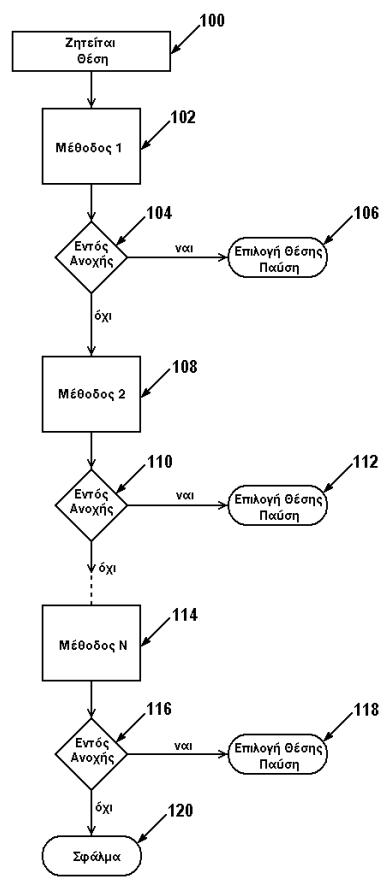 100
Ζητείται
Θέση
102
Μέθοδος 1
104
Εντός
Ανοχής
ναι
106
Επιλογή Θέσης
Παύση
όχι
108
Μέθοδος 2
110
Εντός
Ανοχής
ναι
112
Επιλογή Θέσης
Παύση
όχι
114
Μέθοδος Ν
116
Εντός
Ανοχής
ναι
118
Επιλογή Θέσης
Παύση
όχι
120
Σφάλμα